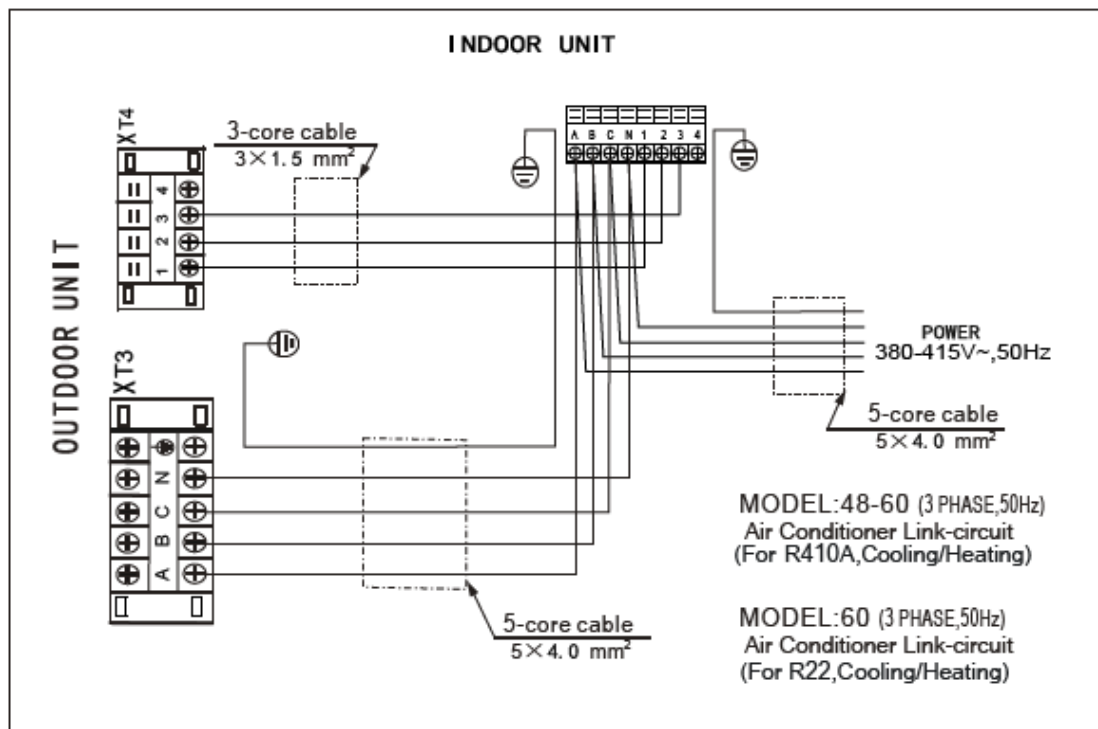 INDOOR UNIT
XT4
3-core cable
3×1.5 mm²
A B C N 1 2 3 4
4
3
2
1
OUTDOOR UNIT
POWER
380-415V~,50Hz
XT3
5-core cable
5×4.0 mm²
N
C
B
A
MODEL:48-60 (3 PHASE,50Hz)
Air Conditioner Link-circuit
(For R410A,Cooling/Heating)
5-core cable
5×4.0 mm²
MODEL:60 (3 PHASE,50Hz)
Air Conditioner Link-circuit
(For R22,Cooling/Heating)